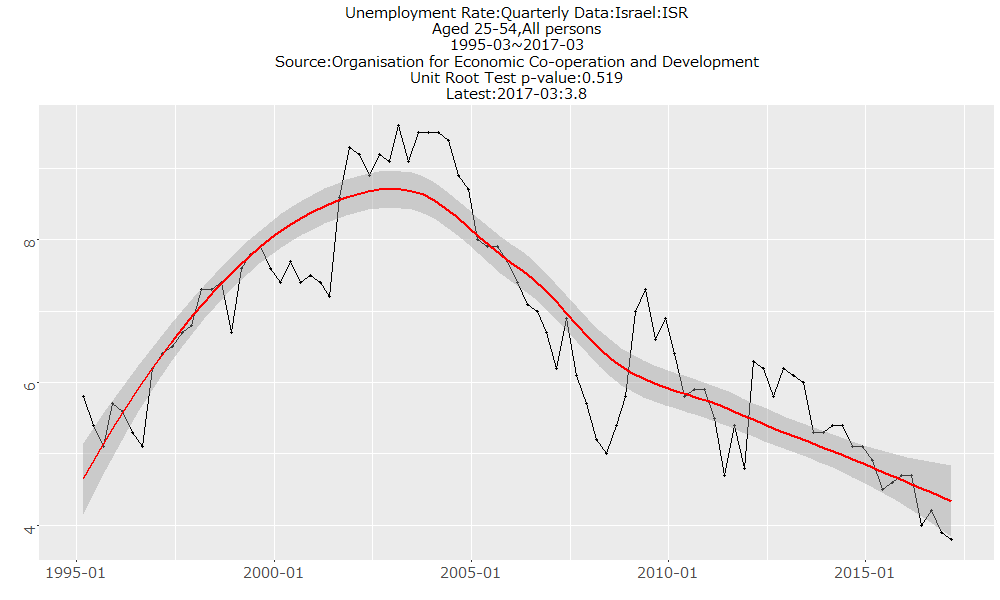 Unemployment Rate:Quarterly Data:Israel:ISR
Aged 25-54,All persons
1995-03~2017-03
Source:Organisation for Economic Co-operation and Development
Unit Root Test p-value:0.519
Latest:2017-03:3.8
8
6
4
1995-01
2000-01
2005-01
2010-01
2015-01